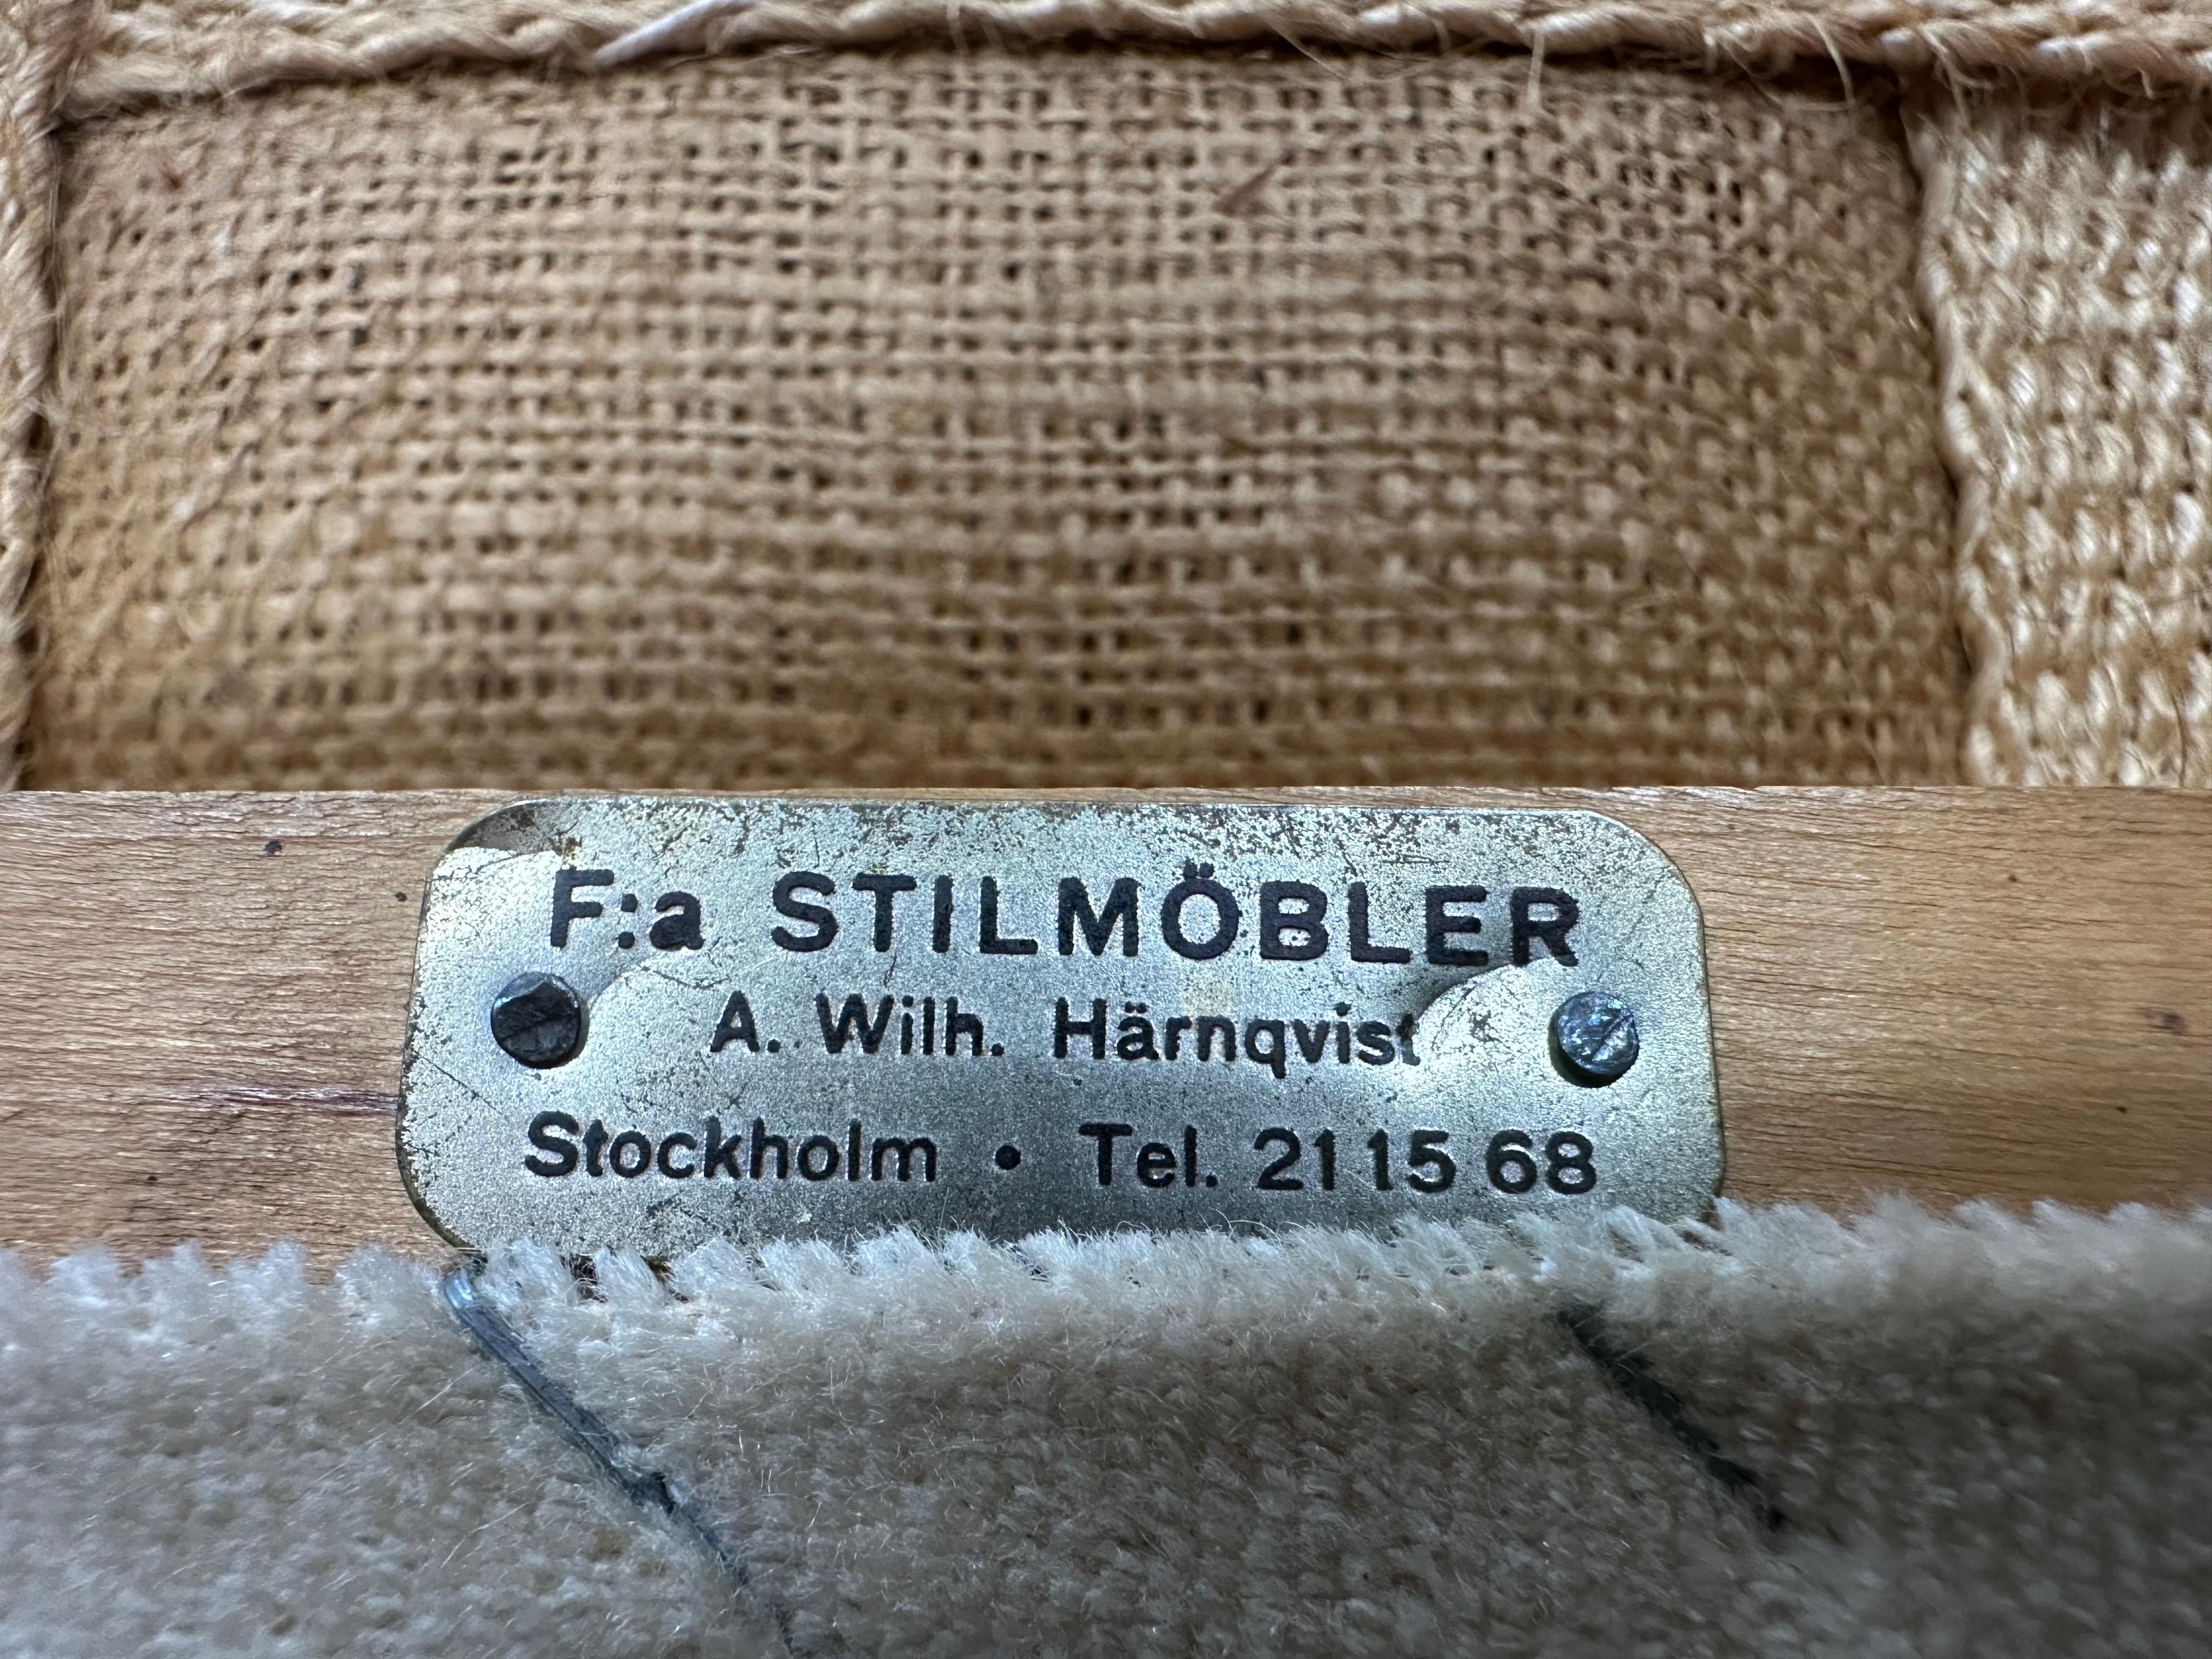 F:a STILMÖBLER
A. Wilh. Härnqvist
Stockholm • Tel. 21 15 68